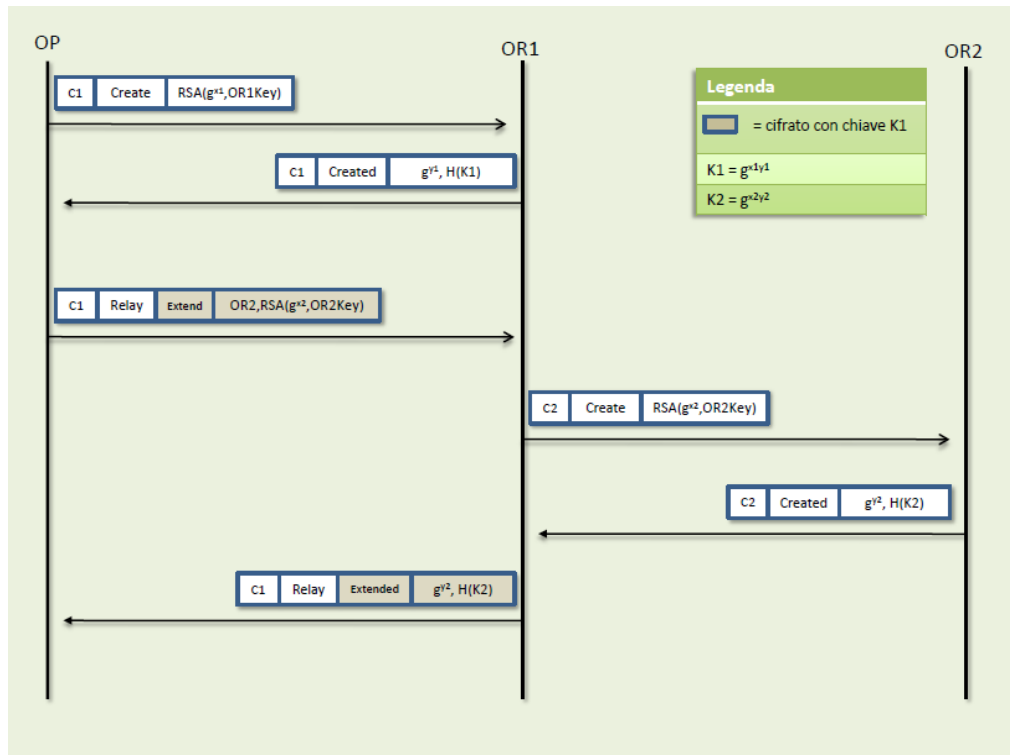 OP
OR1
OR2
C1 Create RSA(gˣ¹,OR1Key)
Legenda
= cifrato con chiave K1
K1 = gˣ¹ʸ¹
K2 = gˣ²ʸ²
C1 Created gʸ¹, H(K1)
C1 Relay Extend OR2,RSA(gˣ²,OR2Key)
C2 Create RSA(gˣ²,OR2Key)
C2 Created gʸ², H(K2)
C1 Relay Extended gʸ², H(K2)